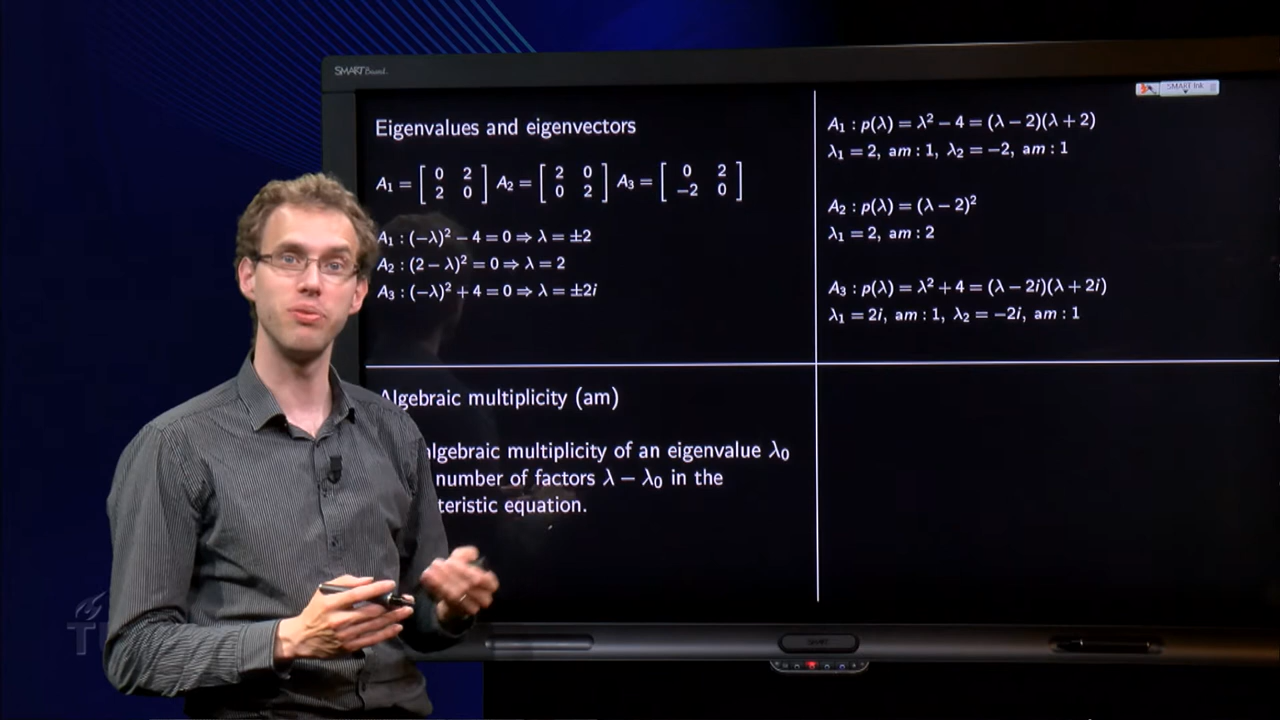 SMART Board
SMART Ink
Eigenvalues and eigenvectors
A₁ = [ 0 2 ; 2 0 ] A₂ = [ 2 0 ; 0 2 ] A₃ = [ 0 2 ; −2 0 ]
A₁ : (−λ)² − 4 = 0 ⇒ λ = ±2
A₂ : (2 − λ)² = 0 ⇒ λ = 2
A₃ : (−λ)² + 4 = 0 ⇒ λ = ±2i
A₁ : p(λ) = λ² − 4 = (λ − 2)(λ + 2)
λ₁ = 2, am : 1, λ₂ = −2, am : 1
A₂ : p(λ) = (λ − 2)²
λ₁ = 2, am : 2
A₃ : p(λ) = λ² + 4 = (λ − 2i)(λ + 2i)
λ₁ = 2i, am : 1, λ₂ = −2i, am : 1
Algebraic multiplicity (am)
algebraic multiplicity of an eigenvalue λ₀
number of factors λ − λ₀ in the
teristic equation.
SMART